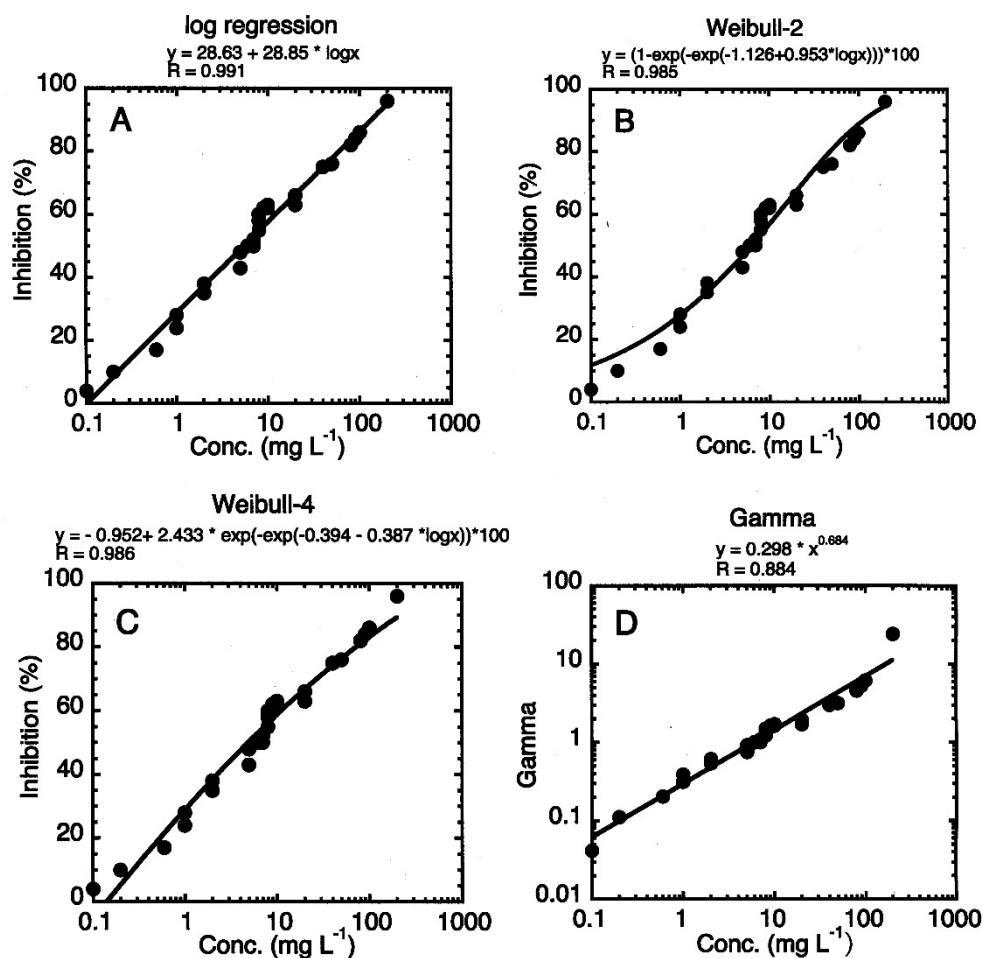 log regression
y = 28.63 + 28.85 * logx
R = 0.991
A
Inhibition (%)
100
80
60
40
20
0
0.1 1 10 100 1000
Conc. (mg L⁻¹)
Weibull-2
y = (1-exp(-exp(-1.126+0.953*logx)))*100
R = 0.985
B
Inhibition (%)
100
80
60
40
20
0
0.1 1 10 100 1000
Conc. (mg L⁻¹)
Weibull-4
y = - 0.952+ 2.433 * exp(-exp(-0.394 - 0.387 *logx))*100
R = 0.986
C
Inhibition (%)
100
80
60
40
20
0
0.1 1 10 100 1000
Conc. (mg L⁻¹)
Gamma
y = 0.298 * x^0.684
R = 0.884
D
Gamma
100
10
1
0.1
0.01
0.1 1 10 100 1000
Conc. (mg L⁻¹)